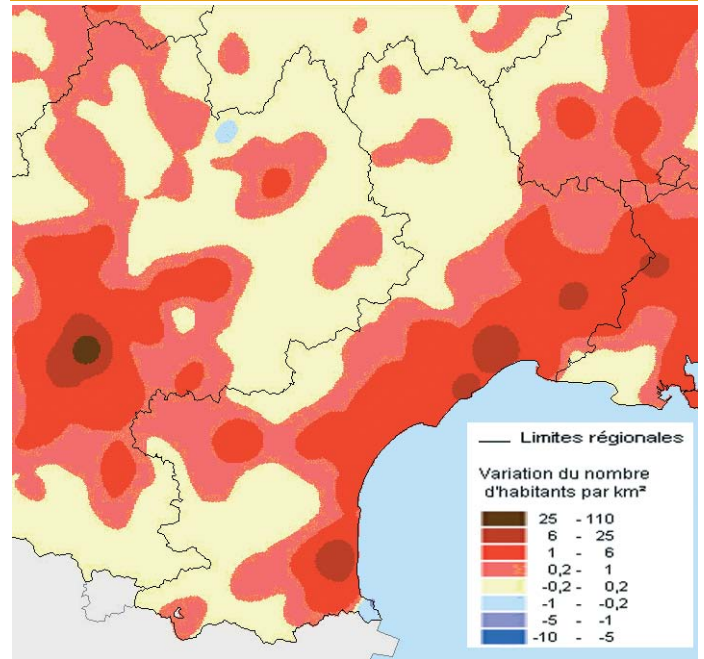 Limites régionales
Variation du nombre
d'habitants par km²
25 - 110
6 - 25
1 - 6
0,2 - 1
-0,2 - 0,2
-1 - -0,2
-5 - -1
-10 - -5